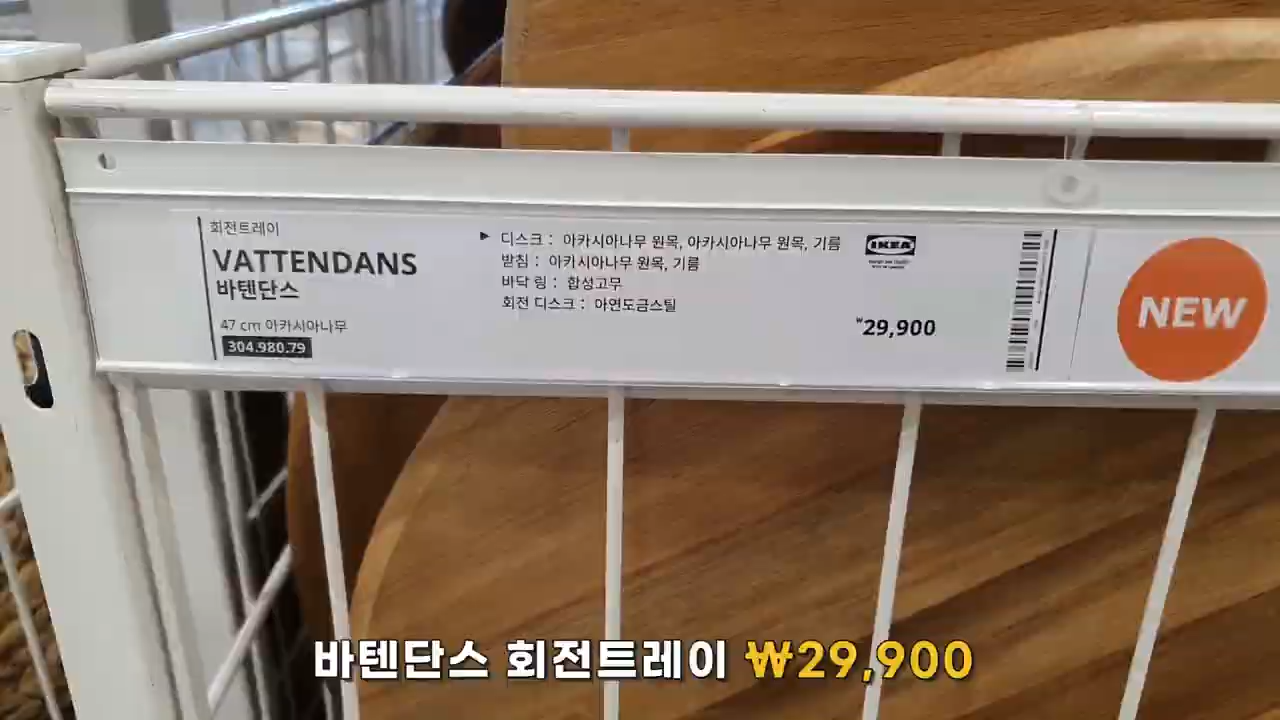 회전트레이
VATTENDANS
바텐단스
47 cm 아카시아나무
304.980.79
▶ 디스크 : 아카시아나무 원목, 아카시아나무 원목, 기름
받침 : 아카시아나무 원목, 기름
바닥 링 : 합성고무
회전 디스크 : 아연도금스틸
IKEA
₩29,900
NEW
바텐단스 회전트레이 ₩29,900